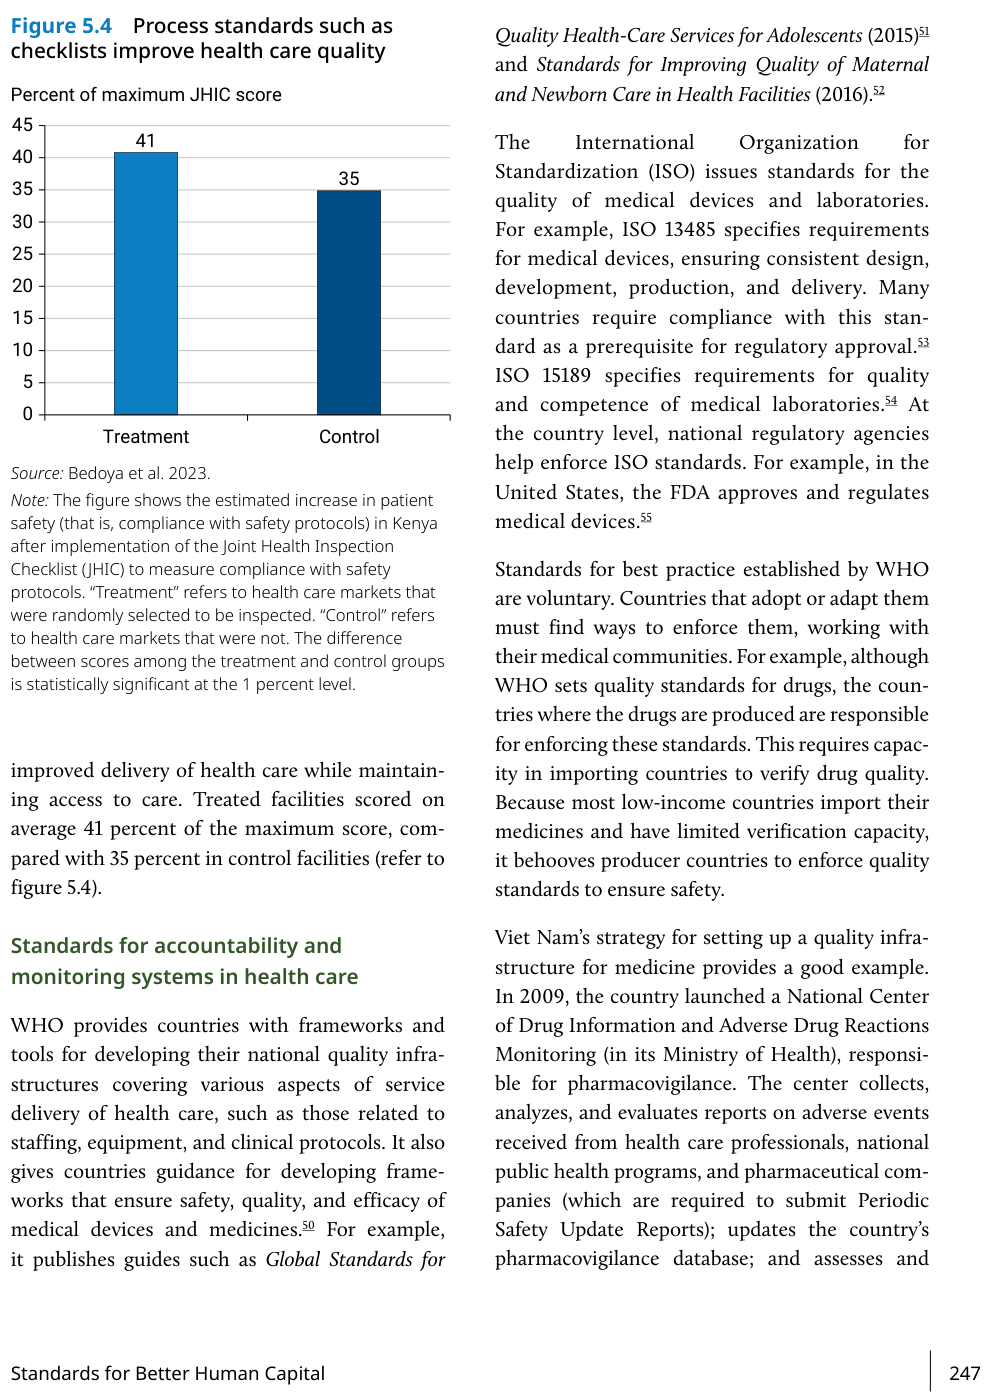 Figure 5.4 Process standards such as
checklists improve health care quality
Percent of maximum JHIC score
45
40
35
30
25
20
15
10
5
0
41
35
Treatment
Control
Source: Bedoya et al. 2023.
Note: The figure shows the estimated increase in patient
safety (that is, compliance with safety protocols) in Kenya
after implementation of the Joint Health Inspection
Checklist (JHIC) to measure compliance with safety
protocols. “Treatment” refers to health care markets that
were randomly selected to be inspected. “Control” refers
to health care markets that were not. The difference
between scores among the treatment and control groups
is statistically significant at the 1 percent level.
improved delivery of health care while maintain-
ing access to care. Treated facilities scored on
average 41 percent of the maximum score, com-
pared with 35 percent in control facilities (refer to
figure 5.4).
Standards for accountability and
monitoring systems in health care
WHO provides countries with frameworks and
tools for developing their national quality infra-
structures covering various aspects of service
delivery of health care, such as those related to
staffing, equipment, and clinical protocols. It also
gives countries guidance for developing frame-
works that ensure safety, quality, and efficacy of
medical devices and medicines.50 For example,
it publishes guides such as Global Standards for
Quality Health-Care Services for Adolescents (2015)51
and Standards for Improving Quality of Maternal
and Newborn Care in Health Facilities (2016).52
The International Organization for
Standardization (ISO) issues standards for the
quality of medical devices and laboratories.
For example, ISO 13485 specifies requirements
for medical devices, ensuring consistent design,
development, production, and delivery. Many
countries require compliance with this stan-
dard as a prerequisite for regulatory approval.53
ISO 15189 specifies requirements for quality
and competence of medical laboratories.54 At
the country level, national regulatory agencies
help enforce ISO standards. For example, in the
United States, the FDA approves and regulates
medical devices.55
Standards for best practice established by WHO
are voluntary. Countries that adopt or adapt them
must find ways to enforce them, working with
their medical communities. For example, although
WHO sets quality standards for drugs, the coun-
tries where the drugs are produced are responsible
for enforcing these standards. This requires capac-
ity in importing countries to verify drug quality.
Because most low-income countries import their
medicines and have limited verification capacity,
it behooves producer countries to enforce quality
standards to ensure safety.
Viet Nam’s strategy for setting up a quality infra-
structure for medicine provides a good example.
In 2009, the country launched a National Center
of Drug Information and Adverse Drug Reactions
Monitoring (in its Ministry of Health), responsi-
ble for pharmacovigilance. The center collects,
analyzes, and evaluates reports on adverse events
received from health care professionals, national
public health programs, and pharmaceutical com-
panies (which are required to submit Periodic
Safety Update Reports); updates the country’s
pharmacovigilance database; and assesses and
Standards for Better Human Capital
247